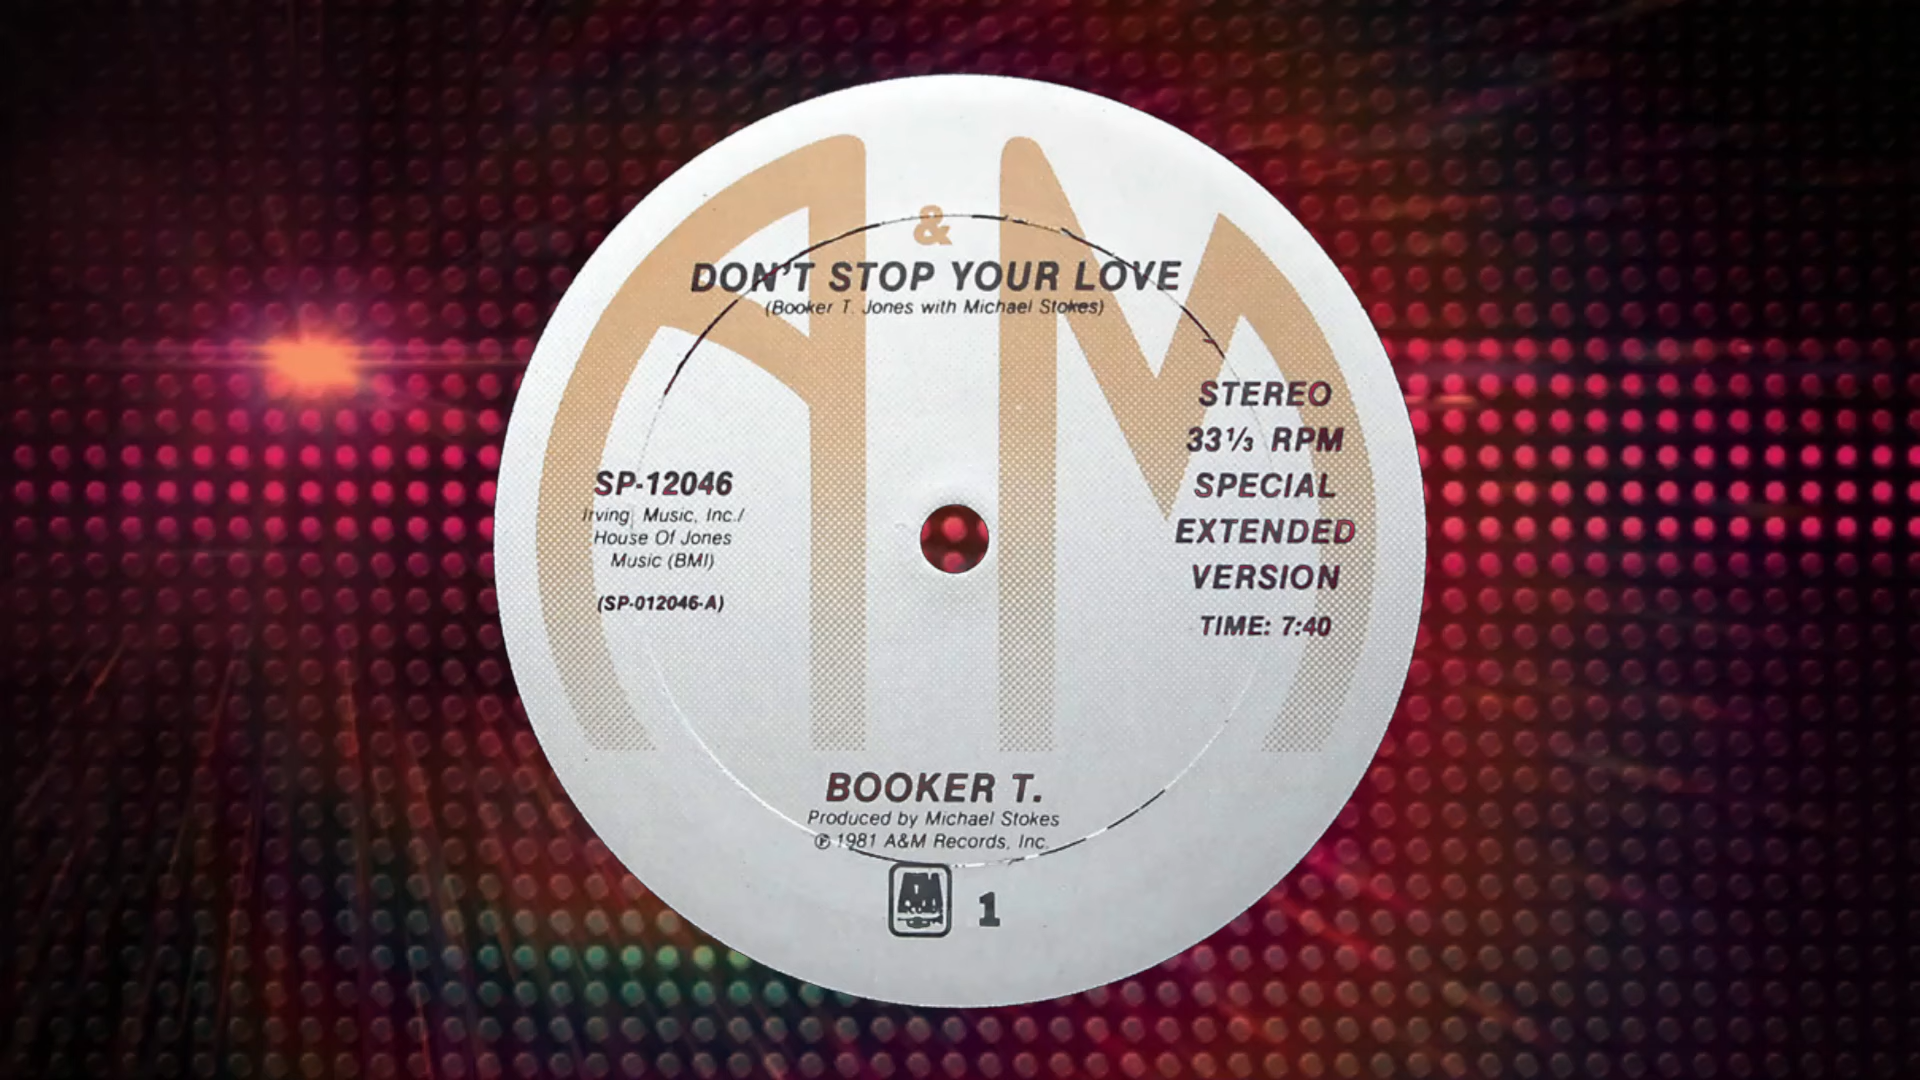 A & M
DON'T STOP YOUR LOVE
(Booker T. Jones with Michael Stokes)
STEREO
33⅓ RPM
SPECIAL
EXTENDED
VERSION
TIME: 7:40
SP-12046
Irving Music, Inc./
House Of Jones
Music (BMI)
(SP-012046-A)
BOOKER T.
Produced by Michael Stokes
℗ 1981 A&M Records, Inc.
1